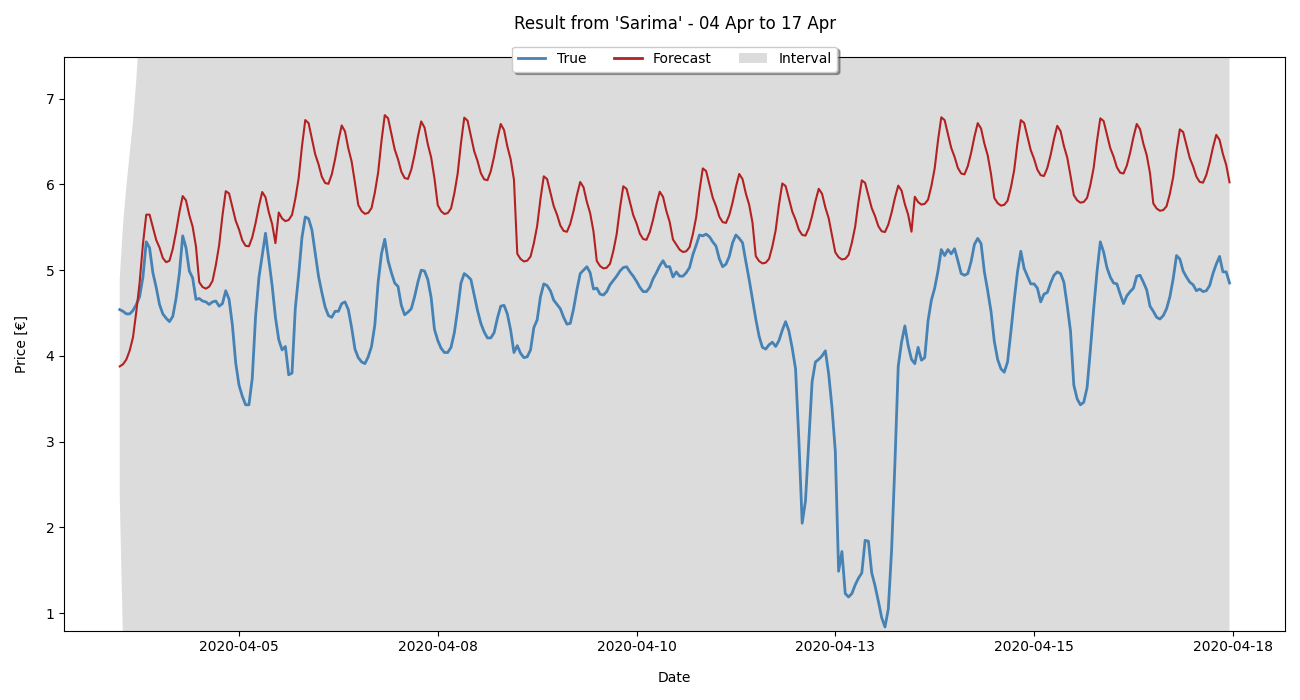 Result from 'Sarima' - 04 Apr to 17 Apr
True Forecast Interval
Price [€]
7
6
5
4
3
2
1
2020-04-05 2020-04-08 2020-04-10 2020-04-13 2020-04-15 2020-04-18
Date